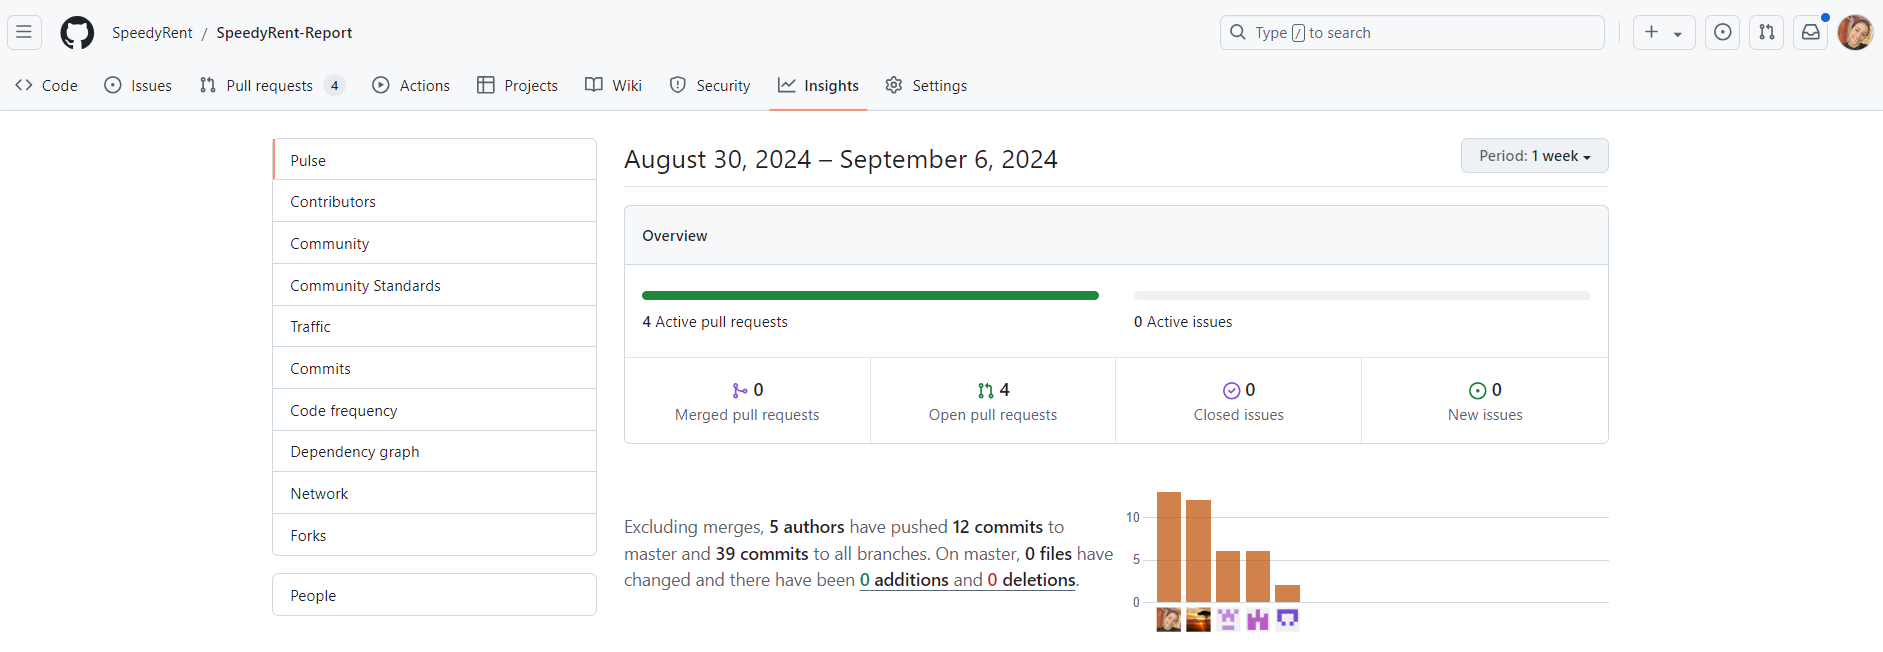 SpeedyRent / SpeedyRent-Report
Type / to search
Code Issues Pull requests 4 Actions Projects Wiki Security Insights Settings
Pulse
Contributors
Community
Community Standards
Traffic
Commits
Code frequency
Dependency graph
Network
Forks
People
August 30, 2024 – September 6, 2024
Period: 1 week
Overview
4 Active pull requests
0 Active issues
0
Merged pull requests
4
Open pull requests
0
Closed issues
0
New issues
Excluding merges, 5 authors have pushed 12 commits to
master and 39 commits to all branches. On master, 0 files have
changed and there have been 0 additions and 0 deletions.
10
5
0